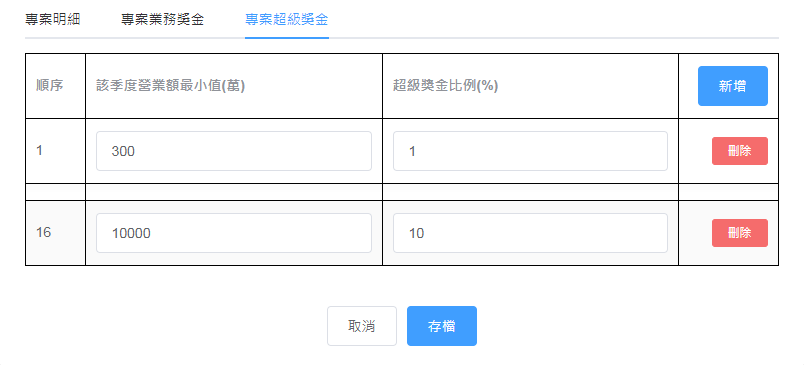 專案明細 專案業務獎金 專案超級獎金
順序 該季度營業額最小值(萬) 超級獎金比例(%) 新增
1 300 1 刪除
16 10000 10 刪除
取消 存檔